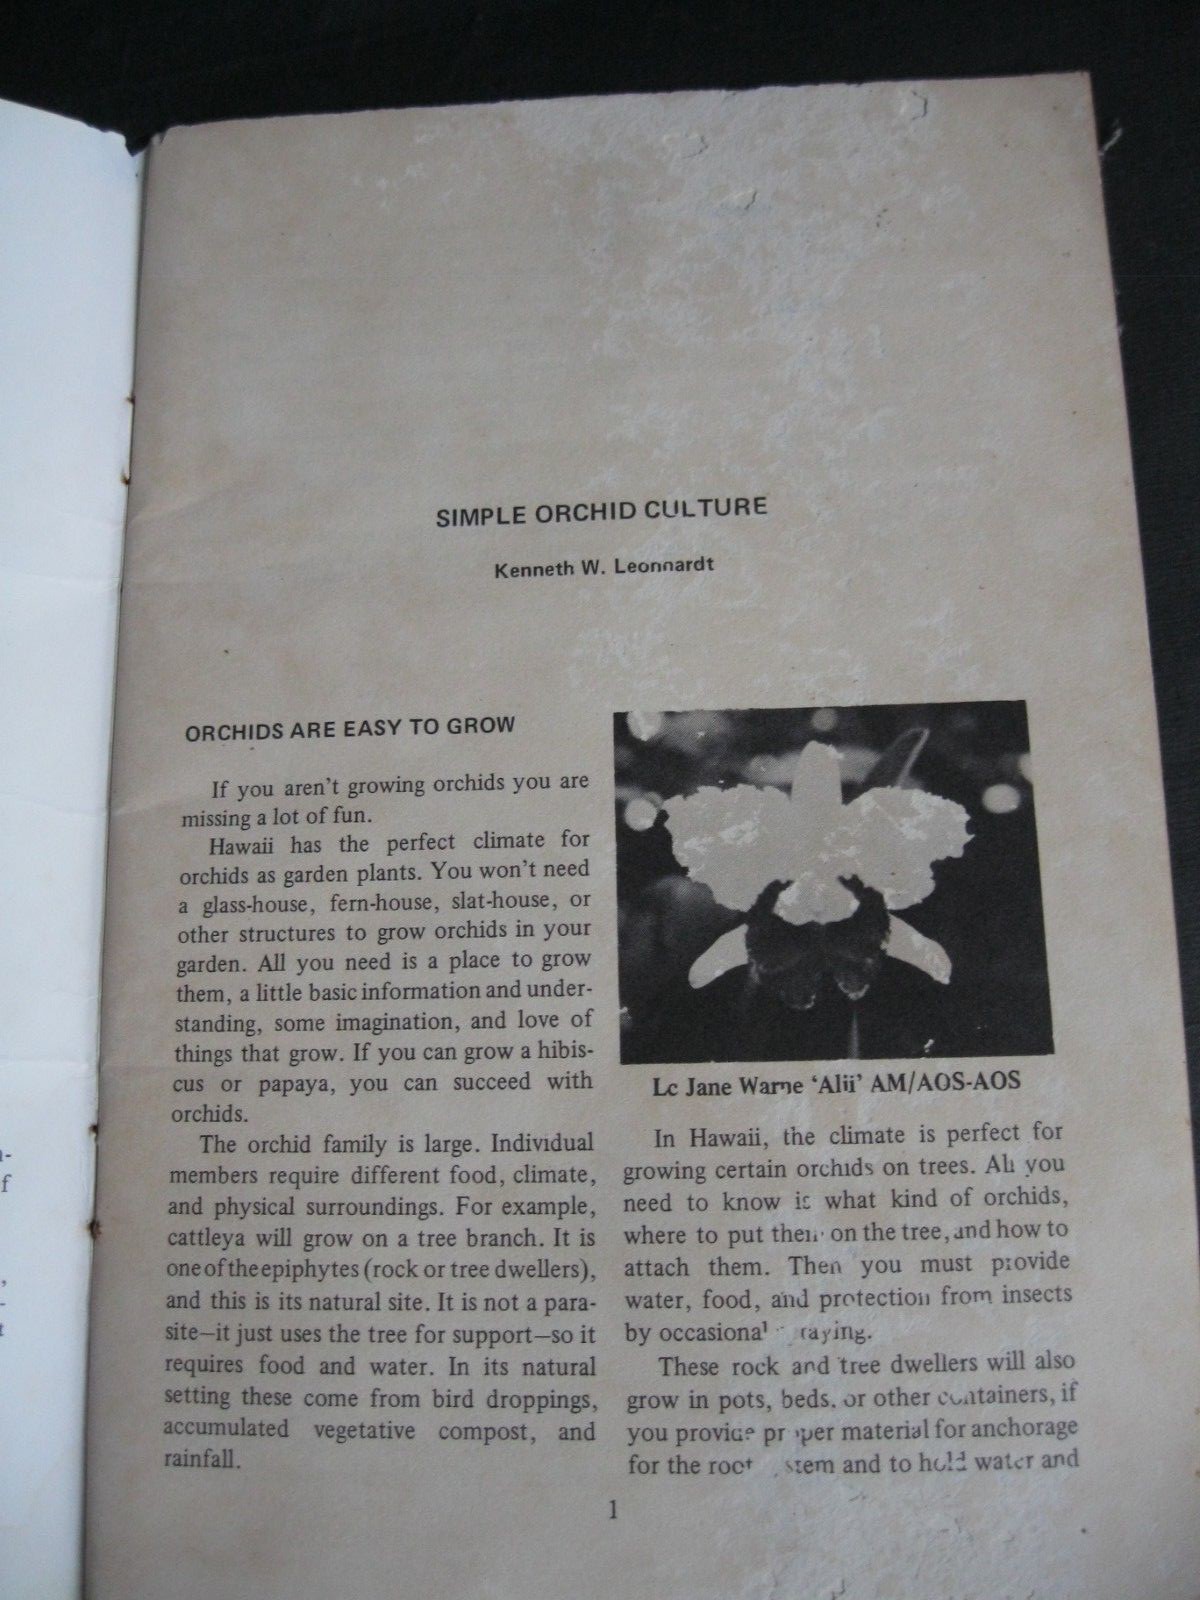 SIMPLE ORCHID CULTURE
Kenneth W. Leonhardt
ORCHIDS ARE EASY TO GROW
If you aren't growing orchids you are
missing a lot of fun.
Hawaii has the perfect climate for
orchids as garden plants. You won't need
a glass-house, fern-house, slat-house, or
other structures to grow orchids in your
garden. All you need is a place to grow
them, a little basic information and under-
standing, some imagination, and love of
things that grow. If you can grow a hibis-
cus or papaya, you can succeed with
orchids.
The orchid family is large. Individual
members require different food, climate,
and physical surroundings. For example,
cattleya will grow on a tree branch. It is
one of the epiphytes (rock or tree dwellers),
and this is its natural site. It is not a para-
site—it just uses the tree for support—so it
requires food and water. In its natural
setting these come from bird droppings,
accumulated vegetative compost, and
rainfall.
Lc Jane Warne 'Alii' AM/AOS-AOS
In Hawaii, the climate is perfect for
growing certain orchids on trees. All you
need to know is what kind of orchids,
where to put them on the tree, and how to
attach them. Then you must provide
water, food, and protection from insects
by occasional spraying.
These rock and tree dwellers will also
grow in pots, beds, or other containers, if
you provide proper material for anchorage
for the root system and to hold water and
1